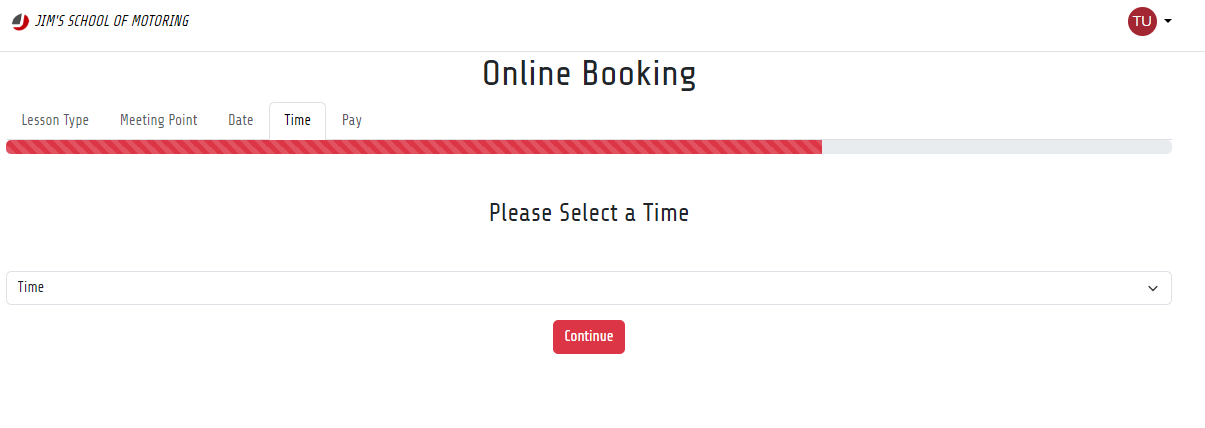 JIM'S SCHOOL OF MOTORING
TU
Online Booking
Lesson Type Meeting Point Date Time Pay
Please Select a Time
Time
Continue